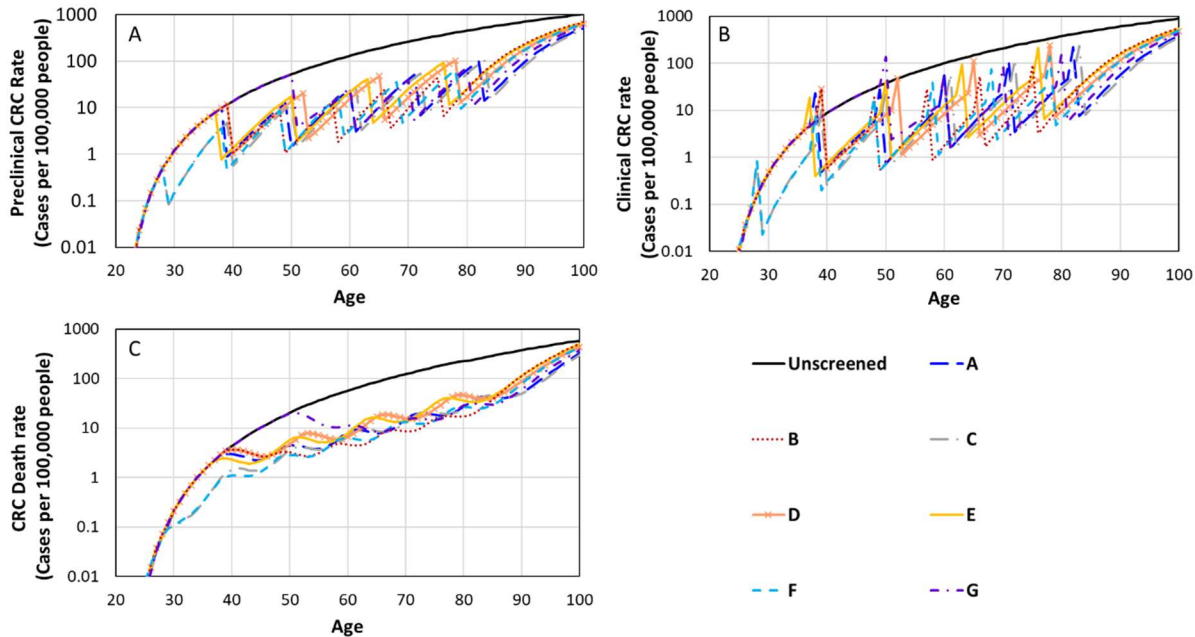 A
Preclinical CRC Rate
(Cases per 100,000 people)
1000
100
10
1
0.1
0.01
20 30 40 50 60 70 80 90 100
Age
B
Clinical CRC rate
(Cases per 100,000 people)
1000
100
10
1
0.1
0.01
20 30 40 50 60 70 80 90 100
Age
C
CRC Death rate
(Cases per 100,000 people)
1000
100
10
1
0.1
0.01
20 30 40 50 60 70 80 90 100
Age
Unscreened A
B C
D E
F G